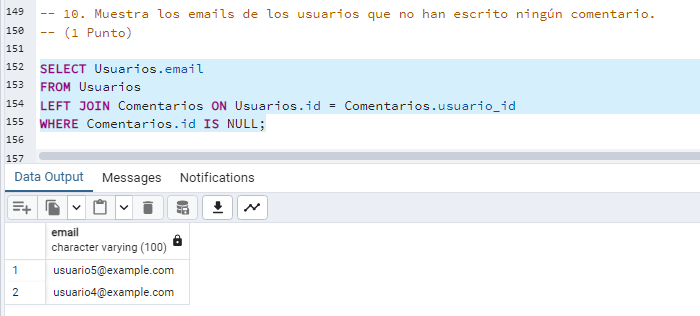 149 -- 10. Muestra los emails de los usuarios que no han escrito ningún comentario.
150 -- (1 Punto)
151
152 SELECT Usuarios.email
153 FROM Usuarios
154 LEFT JOIN Comentarios ON Usuarios.id = Comentarios.usuario_id
155 WHERE Comentarios.id IS NULL;
156
157
Data Output Messages Notifications
email
character varying (100)
1 usuario5@example.com
2 usuario4@example.com